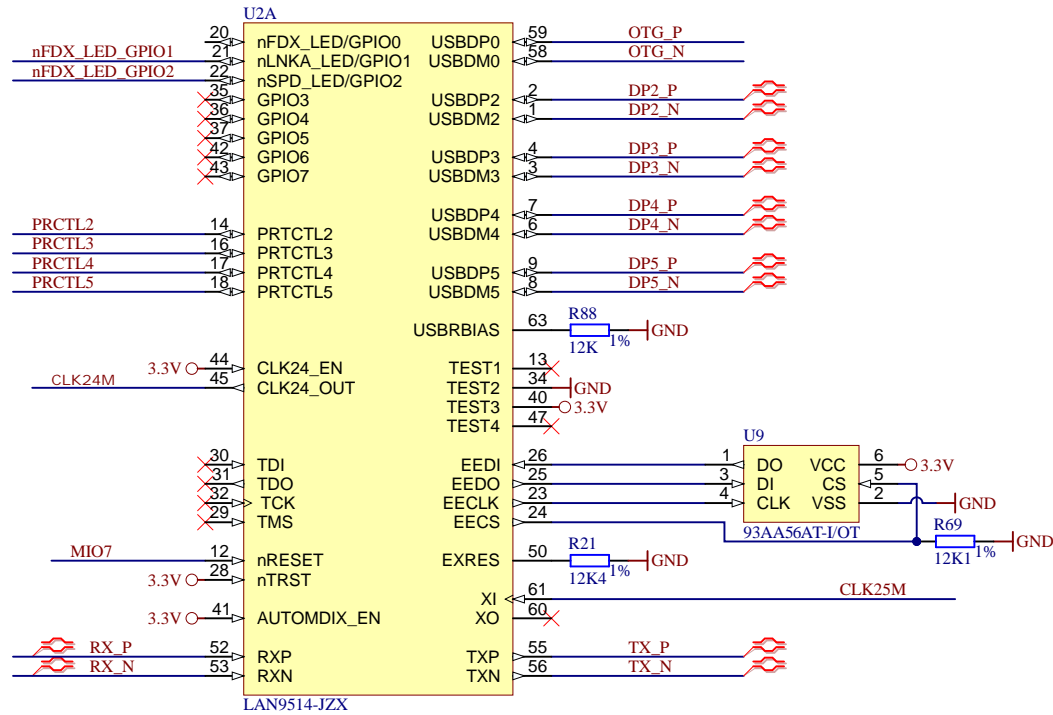 U2A
20 nFDX_LED/GPIO0 USBDP0 59 OTG_P
nFDX_LED_GPIO1 21 nLNKA_LED/GPIO1 USBDM0 58 OTG_N
nFDX_LED_GPIO2 22 nSPD_LED/GPIO2
35 GPIO3 USBDP2 2 DP2_P
36 GPIO4 USBDM2 1 DP2_N
37 GPIO5
42 GPIO6 USBDP3 4 DP3_P
43 GPIO7 USBDM3 3 DP3_N
USBDP4 7 DP4_P
PRCTL2 14 PRTCTL2 USBDM4 6 DP4_N
PRCTL3 16 PRTCTL3
PRCTL4 17 PRTCTL4 USBDP5 9 DP5_P
PRCTL5 18 PRTCTL5 USBDM5 8 DP5_N
R88
USBRBIAS 63 GND
12K 1%
3.3V 44 CLK24_EN TEST1 13
CLK24M 45 CLK24_OUT TEST2 34 GND
TEST3 40 3.3V
TEST4 47
U9
30 TDI EEDI 26 1 DO VCC 6 3.3V
31 TDO EEDO 25 3 DI CS 5
32 TCK EECLK 23 4 CLK VSS 2 GND
29 TMS EECS 24
93AA56AT-I/OT R69
GND
12K1 1%
MIO7 12 nRESET EXRES 50 R21 GND
12K4 1%
3.3V 28 nTRST
XI 61 CLK25M
3.3V 41 AUTOMDIX_EN XO 60
RX_P 52 RXP TXP 55 TX_P
RX_N 53 RXN TXN 56 TX_N
LAN9514-JZX